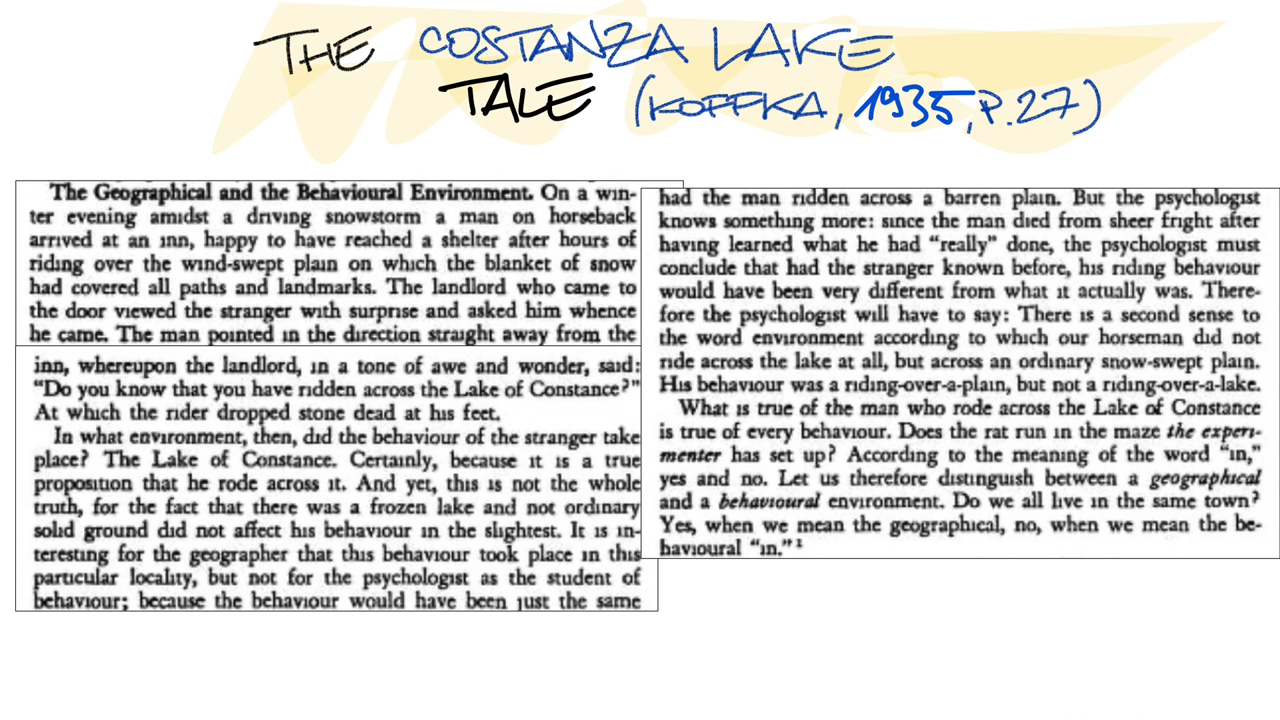 THE COSTANZA LAKE
TALE (KOFFKA, 1935, P.27)
The Geographical and the Behavioural Environment. On a win-
ter evening amidst a driving snowstorm a man on horseback
arrived at an inn, happy to have reached a shelter after hours of
riding over the wind-swept plain on which the blanket of snow
had covered all paths and landmarks. The landlord who came to
the door viewed the stranger with surprise and asked him whence
he came. The man pointed in the direction straight away from the
inn, whereupon the landlord, in a tone of awe and wonder, said:
"Do you know that you have ridden across the Lake of Constance?"
At which the rider dropped stone dead at his feet.
In what environment, then, did the behaviour of the stranger take
place? The Lake of Constance. Certainly, because it is a true
proposition that he rode across it. And yet, this is not the whole
truth, for the fact that there was a frozen lake and not ordinary
solid ground did not affect his behaviour in the slightest. It is in-
teresting for the geographer that this behaviour took place in this
particular locality, but not for the psychologist as the student of
behaviour; because the behaviour would have been just the same
had the man ridden across a barren plain. But the psychologist
knows something more: since the man died from sheer fright after
having learned what he had "really" done, the psychologist must
conclude that had the stranger known before, his riding behaviour
would have been very different from what it actually was. There-
fore the psychologist will have to say: There is a second sense to
the word environment according to which our horseman did not
ride across the lake at all, but across an ordinary snow-swept plain.
His behaviour was a riding-over-a-plain, but not a riding-over-a-lake.
What is true of the man who rode across the Lake of Constance
is true of every behaviour. Does the rat run in the maze the experi-
menter has set up? According to the meaning of the word "in,"
yes and no. Let us therefore distinguish between a geographical
and a behavioural environment. Do we all live in the same town?
Yes, when we mean the geographical, no, when we mean the be-
havioural "in." 1